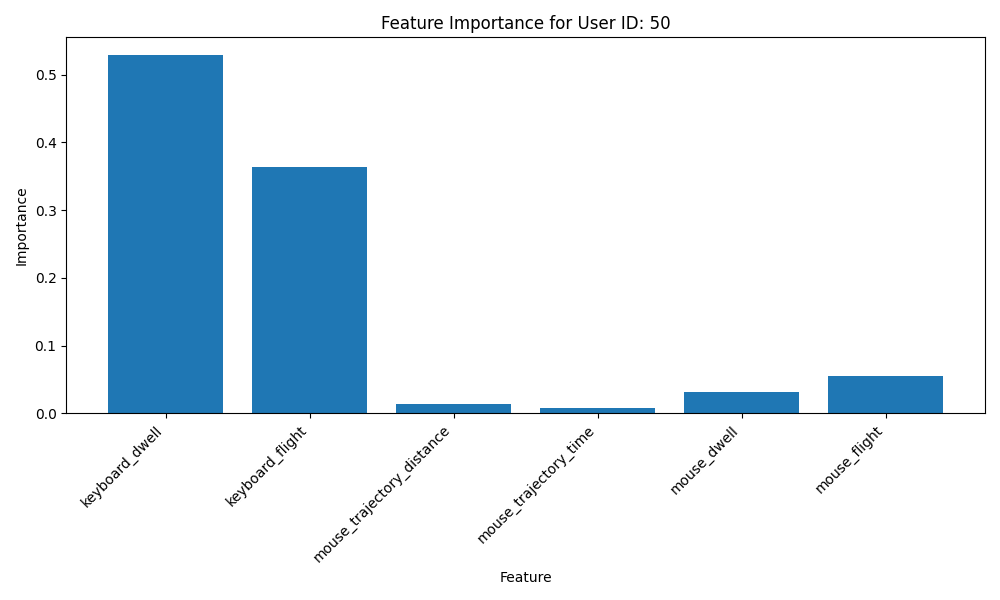 Feature Importance for User ID: 50
Importance
0.5
0.4
0.3
0.2
0.1
0.0
keyboard_dwell
keyboard_flight
mouse_trajectory_distance
mouse_trajectory_time
mouse_dwell
mouse_flight
Feature